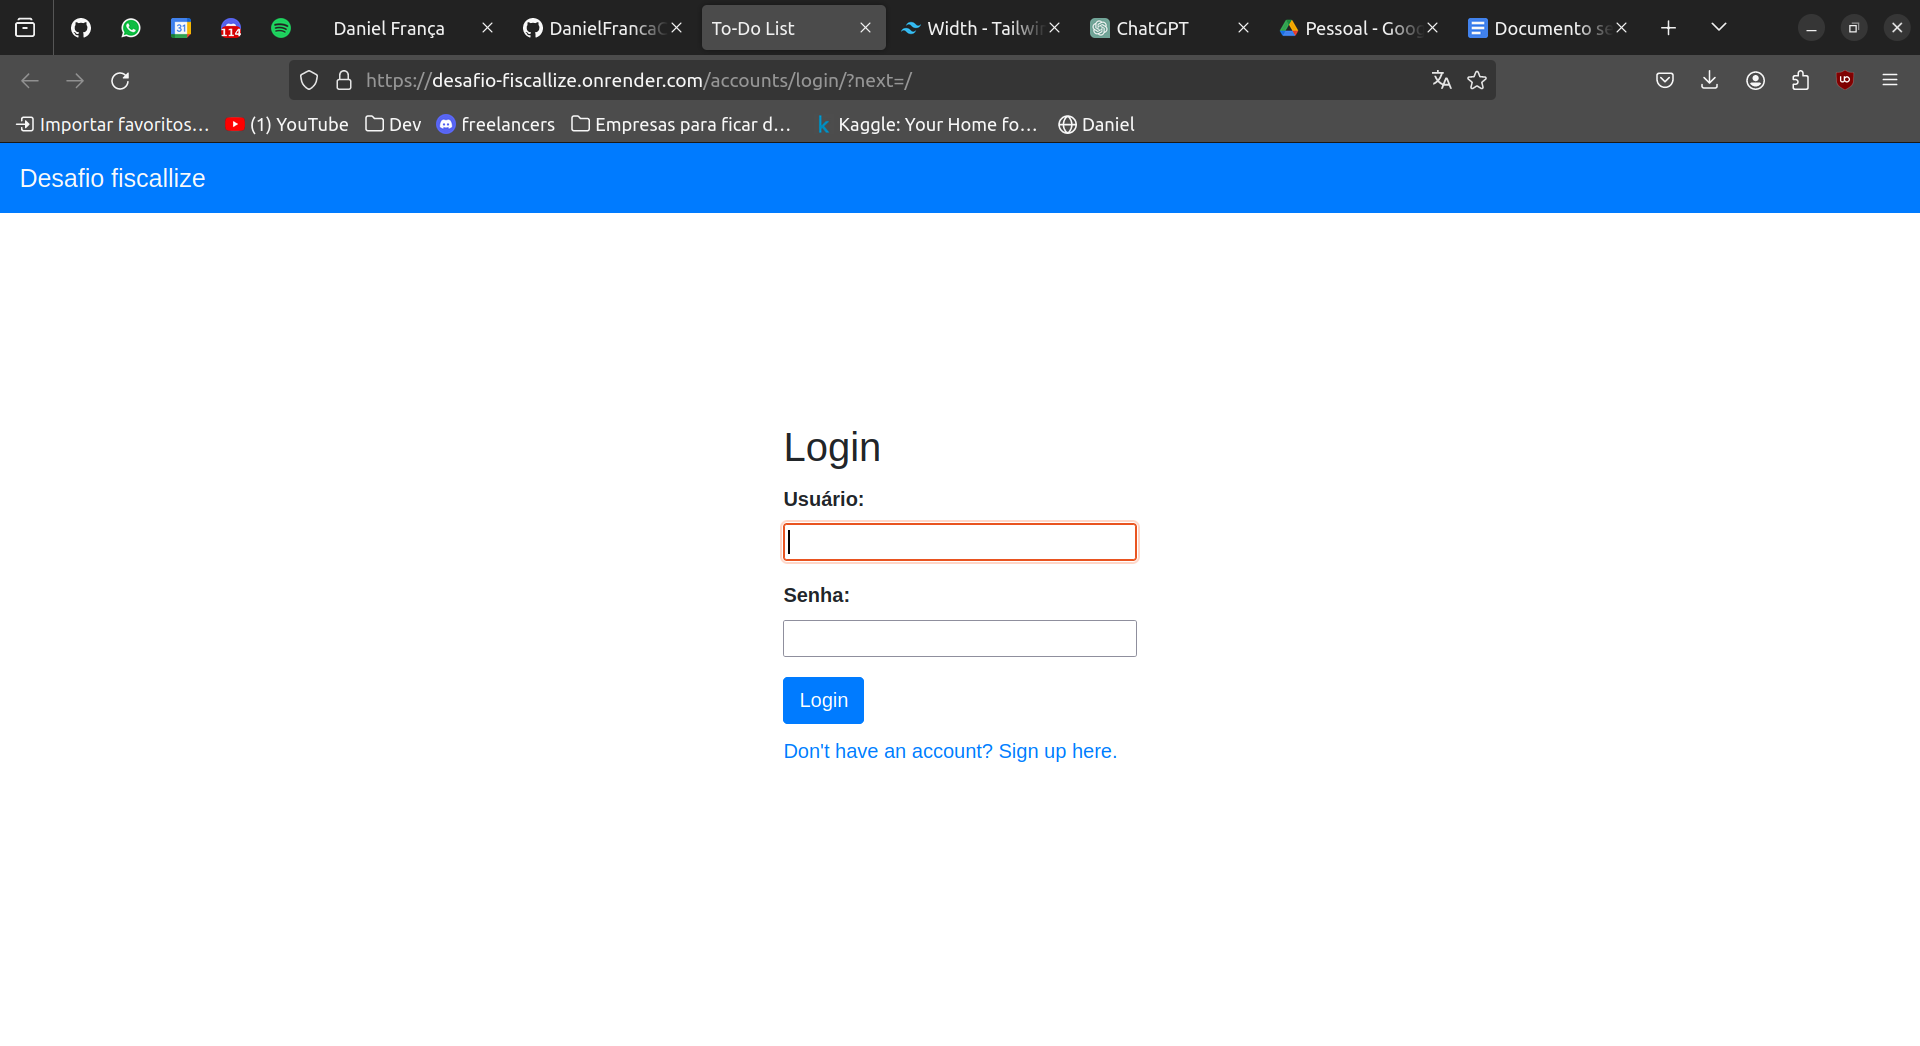 Daniel França DanielFranca To-Do List Width - Tailwi ChatGPT Pessoal - Goo Documento se
114
https://desafio-fiscallize.onrender.com/accounts/login/?next=/
Importar favoritos... (1) YouTube Dev freelancers Empresas para ficar d... Kaggle: Your Home fo... Daniel
Desafio fiscallize
Login
Usuário:
Senha:
Login
Don't have an account? Sign up here.